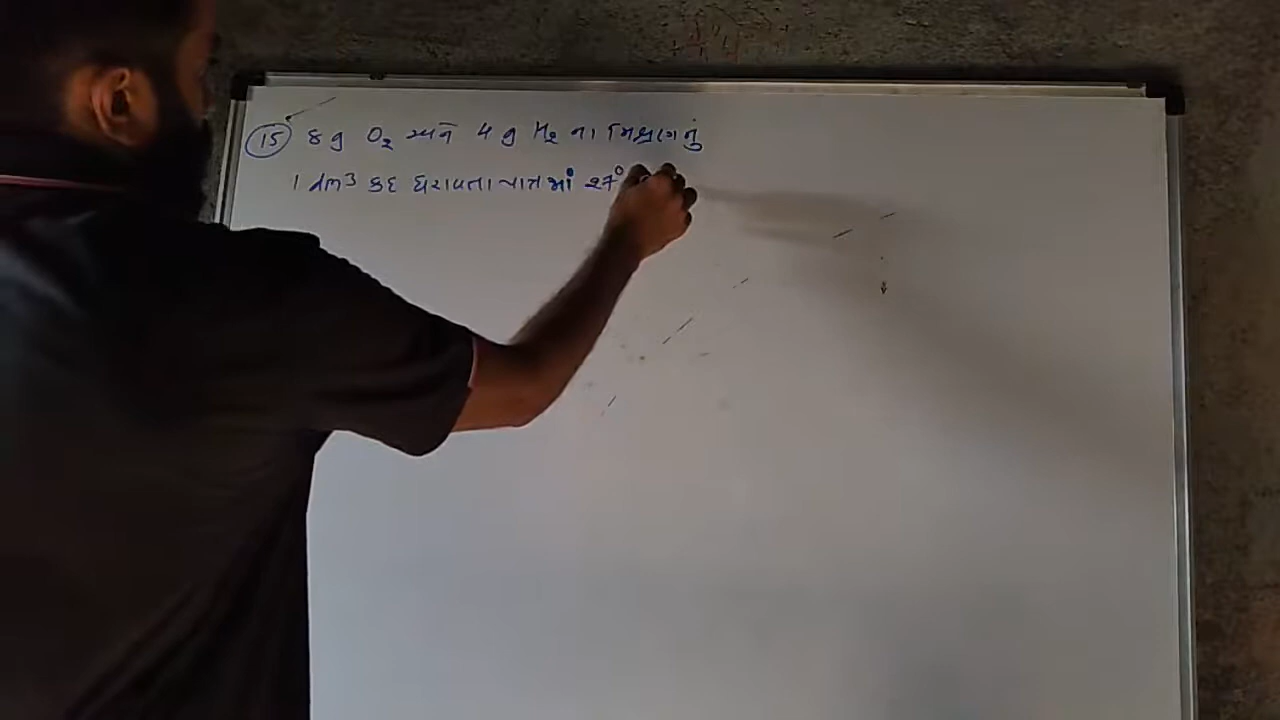 15 8 g O₂ અને 4 g H₂ ના મિશ્રણનું
1 dm³ કદ ધરાવતા પાત્રમાં 27°